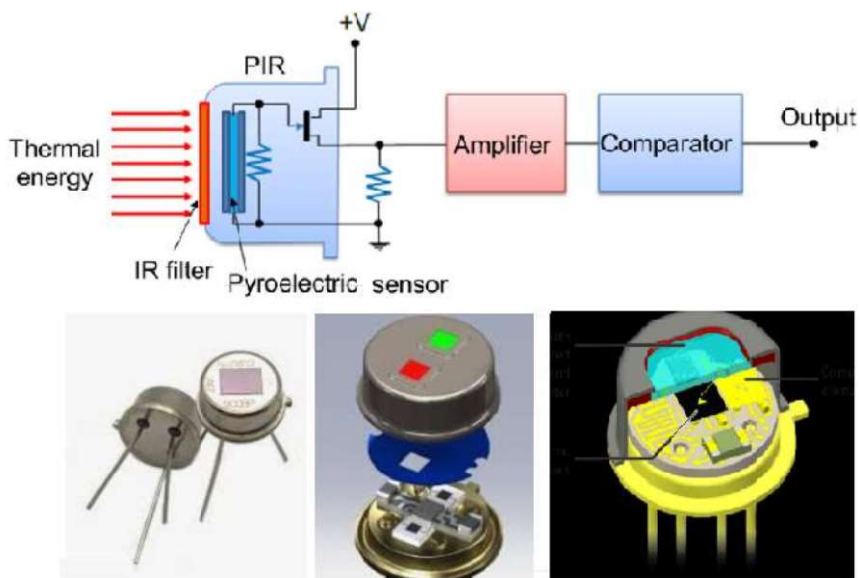 +V
PIR
Thermal
energy
Amplifier
Comparator
Output
IR filter
Pyroelectric sensor